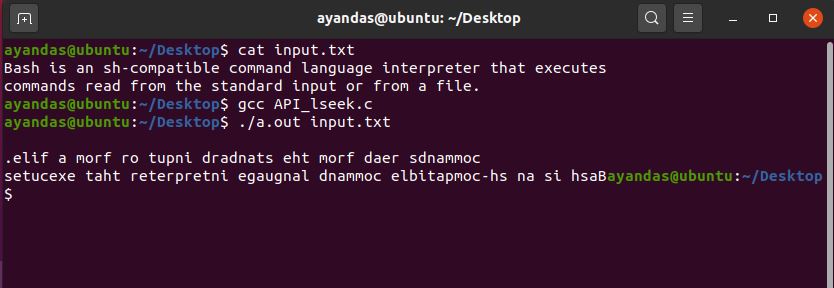 ayandas@ubuntu: ~/Desktop
ayandas@ubuntu:~/Desktop$ cat input.txt
Bash is an sh-compatible command language interpreter that executes
commands read from the standard input or from a file.
ayandas@ubuntu:~/Desktop$ gcc API_lseek.c
ayandas@ubuntu:~/Desktop$ ./a.out input.txt
.elif a morf ro tupni dradnats eht morf daer sdnammoc
setucexe taht reterpretni egaugnal dnammoc elbitapmoc-hs na si hsaBayandas@ubuntu:~/Desktop
$